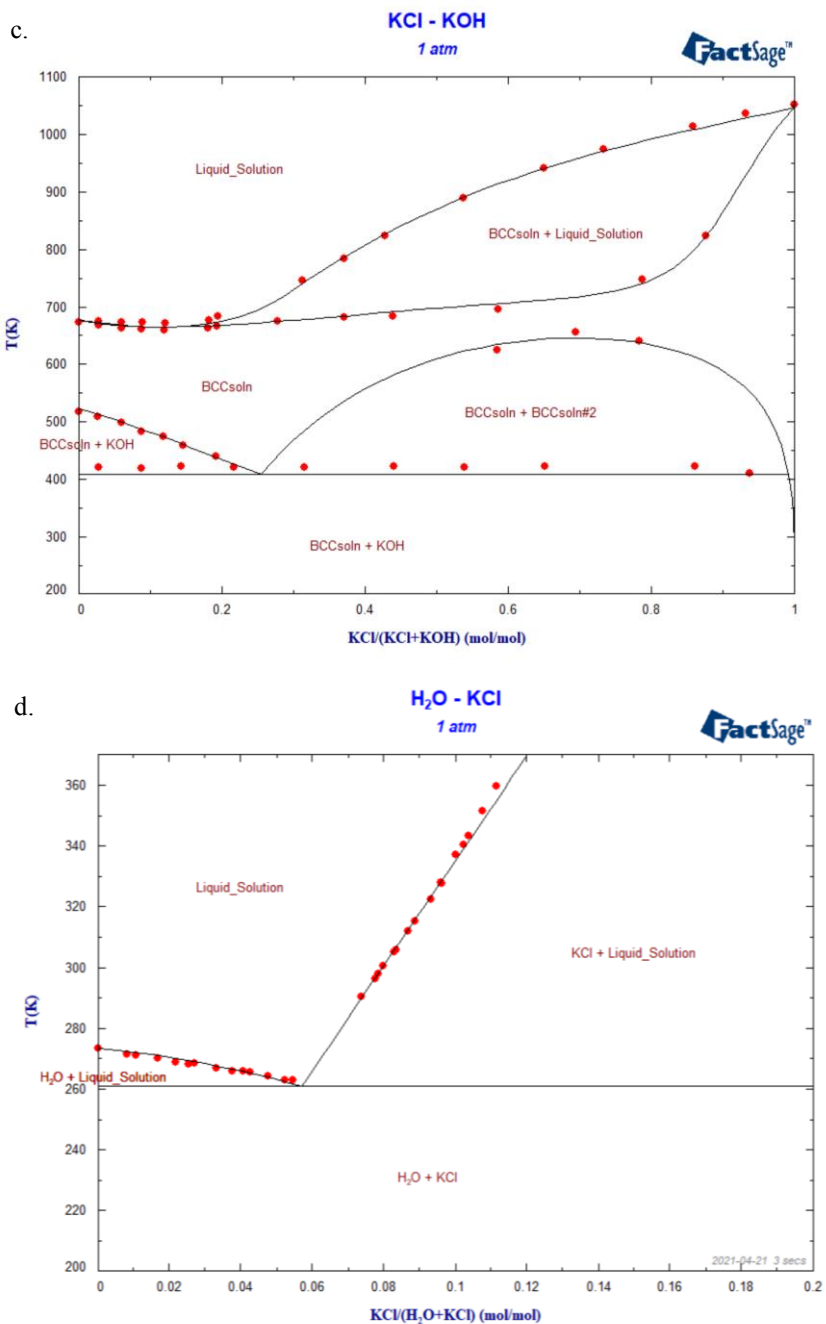 c.
KCl - KOH
1 atm
FactSage™
1100
1000
900
800
700
600
500
400
300
200
T(K)
Liquid_Solution
BCCsoln + Liquid_Solution
BCCsoln
BCCsoln + BCCsoln#2
BCCsoln + KOH
BCCsoln + KOH
0 0.2 0.4 0.6 0.8 1
KCl/(KCl+KOH) (mol/mol)
d.
H₂O - KCl
1 atm
FactSage™
360
340
320
300
280
260
240
220
200
T(K)
Liquid_Solution
KCl + Liquid_Solution
H₂O + Liquid_Solution
H₂O + KCl
2021-04-21 3 secs
0 0.02 0.04 0.06 0.08 0.1 0.12 0.14 0.16 0.18 0.2
KCl/(H₂O+KCl) (mol/mol)